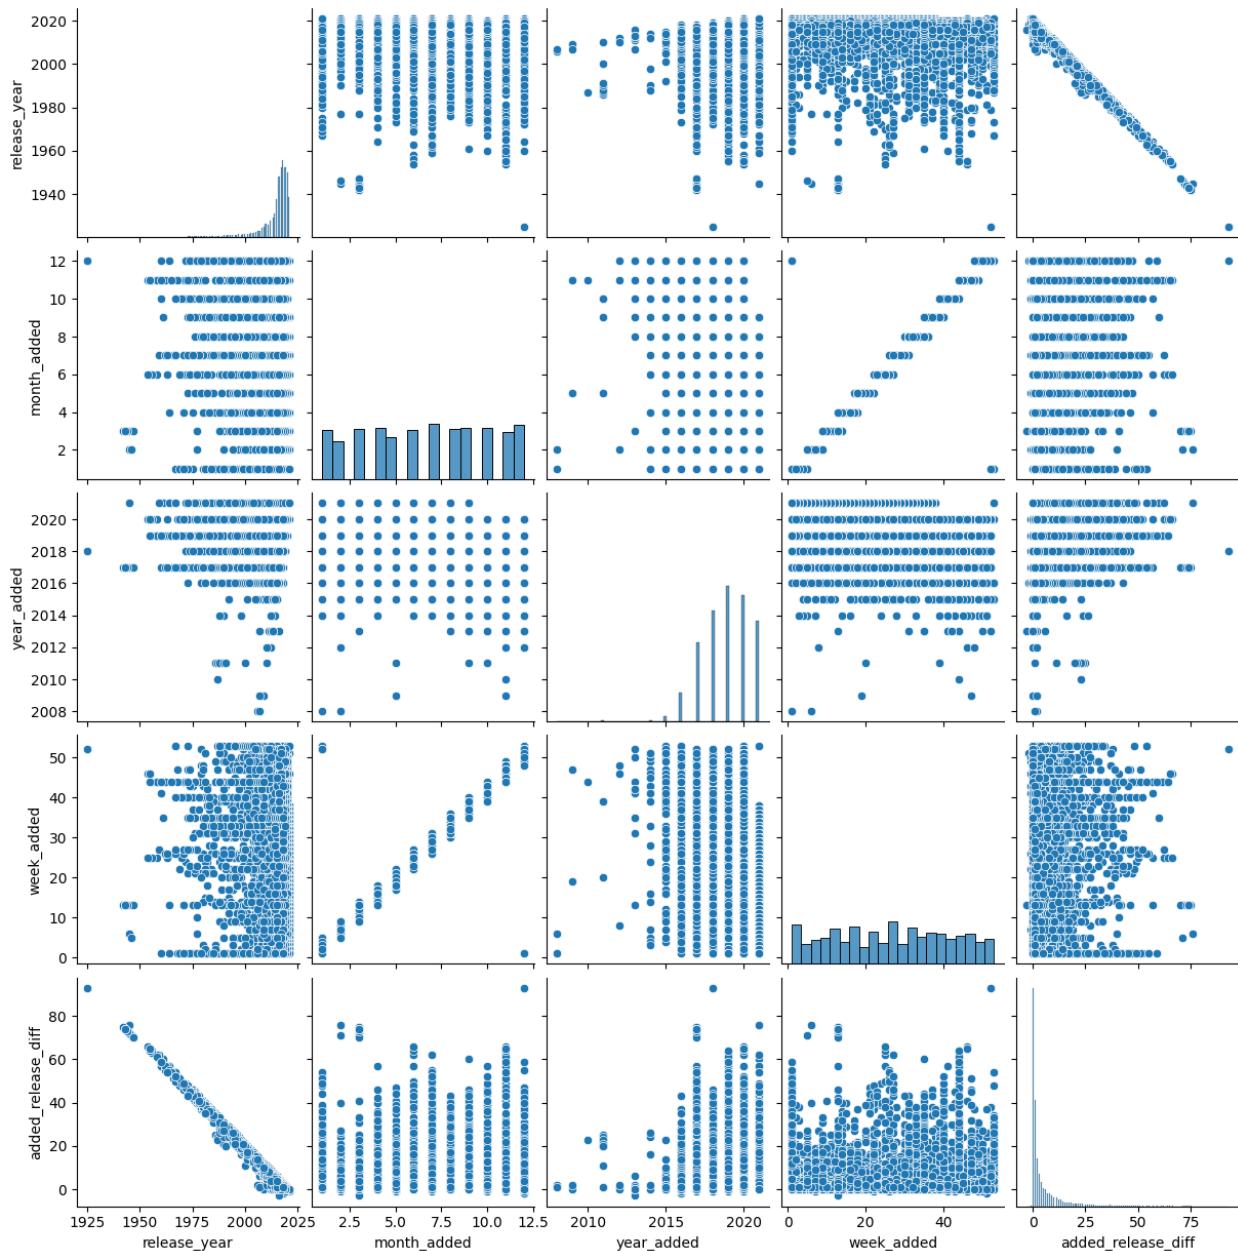 2020
2000
1980
1960
1940
release_year
12
10
8
6
4
2
month_added
2020
2018
2016
2014
2012
2010
2008
year_added
50
40
30
20
10
0
week_added
80
60
40
20
0
added_release_diff
1925 1950 1975 2000 2025
release_year
2.5 5.0 7.5 10.0 12.5
month_added
2010 2015 2020
year_added
0 20 40
week_added
0 25 50 75
added_release_diff